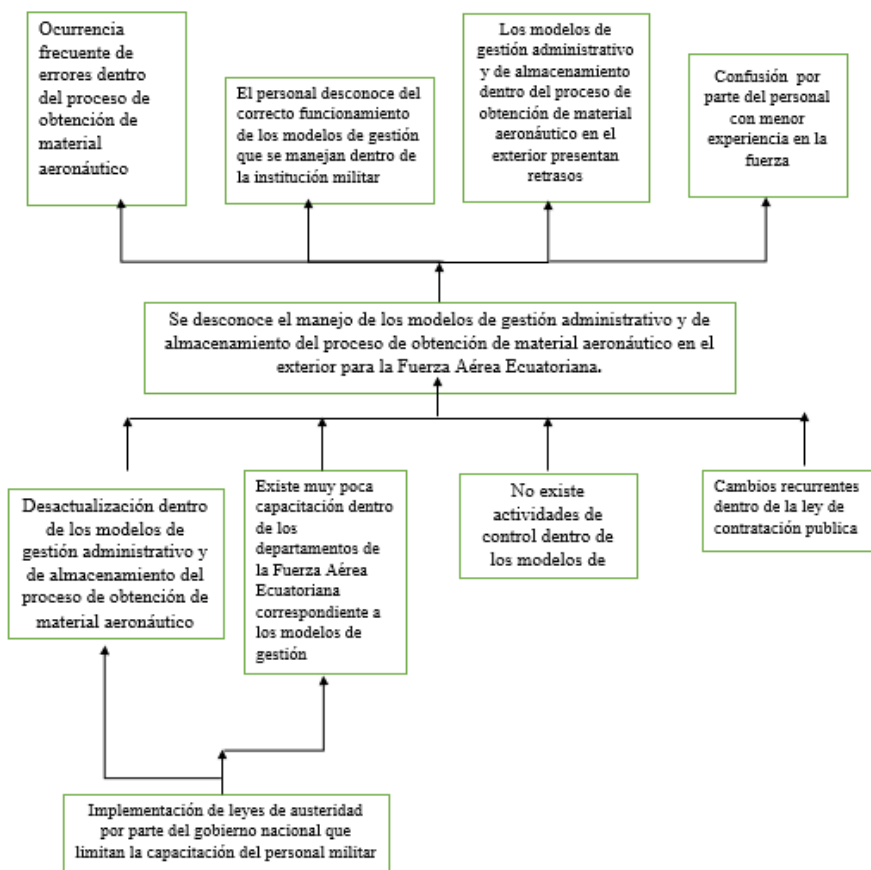 Ocurrencia
frecuente de
errores dentro
del proceso de
obtención de
material
aeronáutico
El personal desconoce del
correcto funcionamiento
de los modelos de gestión
que se manejan dentro de
la institución militar
Los modelos de
gestión administrativo
y de almacenamiento
dentro del proceso de
obtención de material
aeronáutico en el
exterior presentan
retrasos
Confusión por
parte del personal
con menor
experiencia en la
fuerza
Se desconoce el manejo de los modelos de gestión administrativo y de
almacenamiento del proceso de obtención de material aeronáutico en el
exterior para la Fuerza Aérea Ecuatoriana.
Desactualización dentro
de los modelos de
gestión administrativo y
de almacenamiento del
proceso de obtención de
material aeronáutico
Existe muy poca
capacitación dentro
de los
departamentos de
la Fuerza Aérea
Ecuatoriana
correspondiente a
los modelos de
gestión
No existe
actividades de
control dentro de
los modelos de
Cambios recurrentes
dentro de la ley de
contratación publica
Implementación de leyes de austeridad
por parte del gobierno nacional que
limitan la capacitación del personal militar